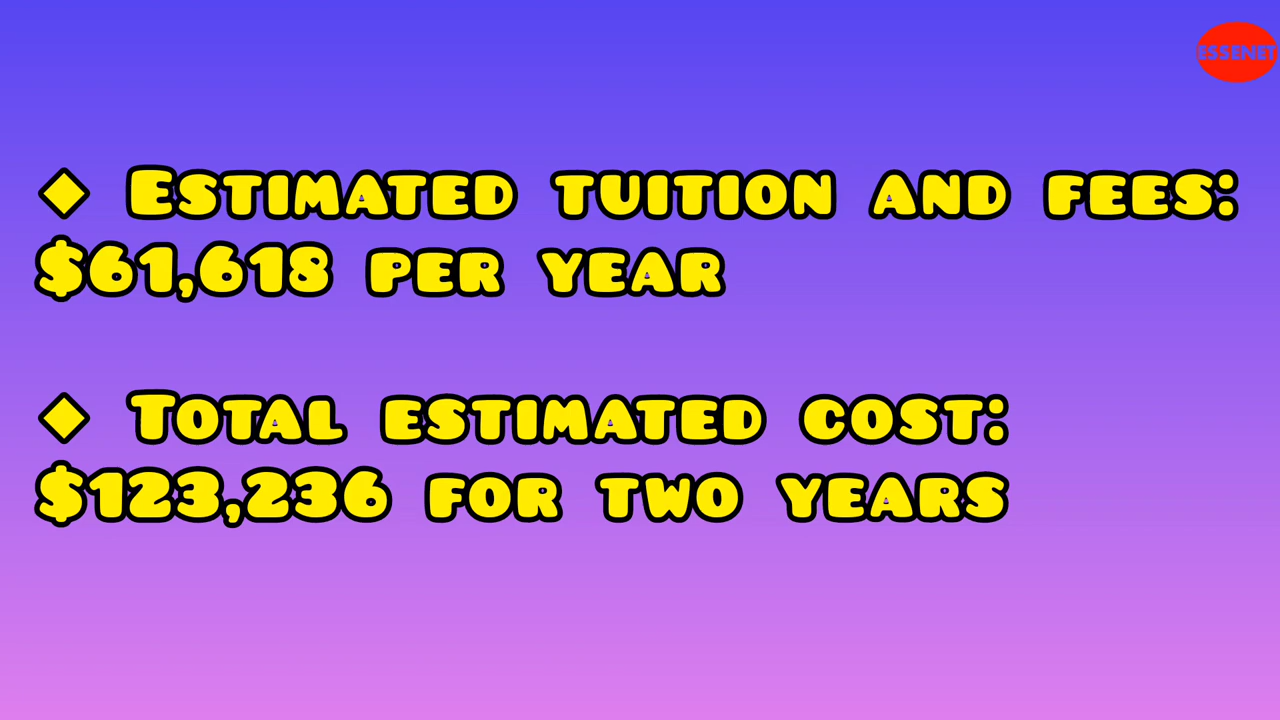 ESSENET
◆ Estimated tuition and fees:
$61,618 per year
◆ Total estimated cost:
$123,236 for two years